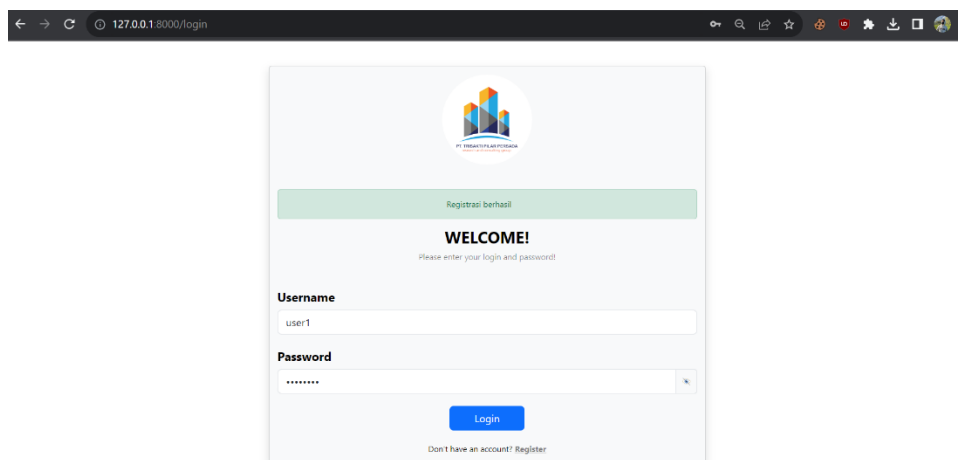 127.0.0.1:8000/login
PT. TRIBAKTI PILAR PERSADA
Registrasi berhasil
WELCOME!
Please enter your login and password!
Username
user1
Password
••••••••
Login
Don't have an account? Register